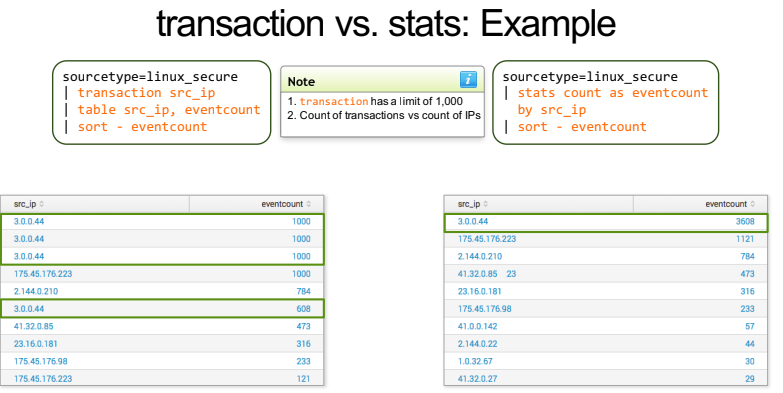 transaction vs. stats: Example
sourcetype=linux_secure
| transaction src_ip
| table src_ip, eventcount
| sort - eventcount
Note
1. transaction has a limit of 1,000
2. Count of transactions vs count of IPs
sourcetype=linux_secure
| stats count as eventcount
by src_ip
| sort - eventcount
src_ip eventcount
3.0.0.44 1000
3.0.0.44 1000
3.0.0.44 1000
175.45.176.223 1000
2.144.0.210 784
3.0.0.44 608
41.32.0.85 473
23.16.0.181 316
175.45.176.98 233
175.45.176.223 121
src_ip eventcount
3.0.0.44 3608
175.45.176.223 1121
2.144.0.210 784
41.32.0.85 23 473
23.16.0.181 316
175.45.176.98 233
41.0.0.142 57
2.144.0.22 44
1.0.32.67 30
41.32.0.27 29